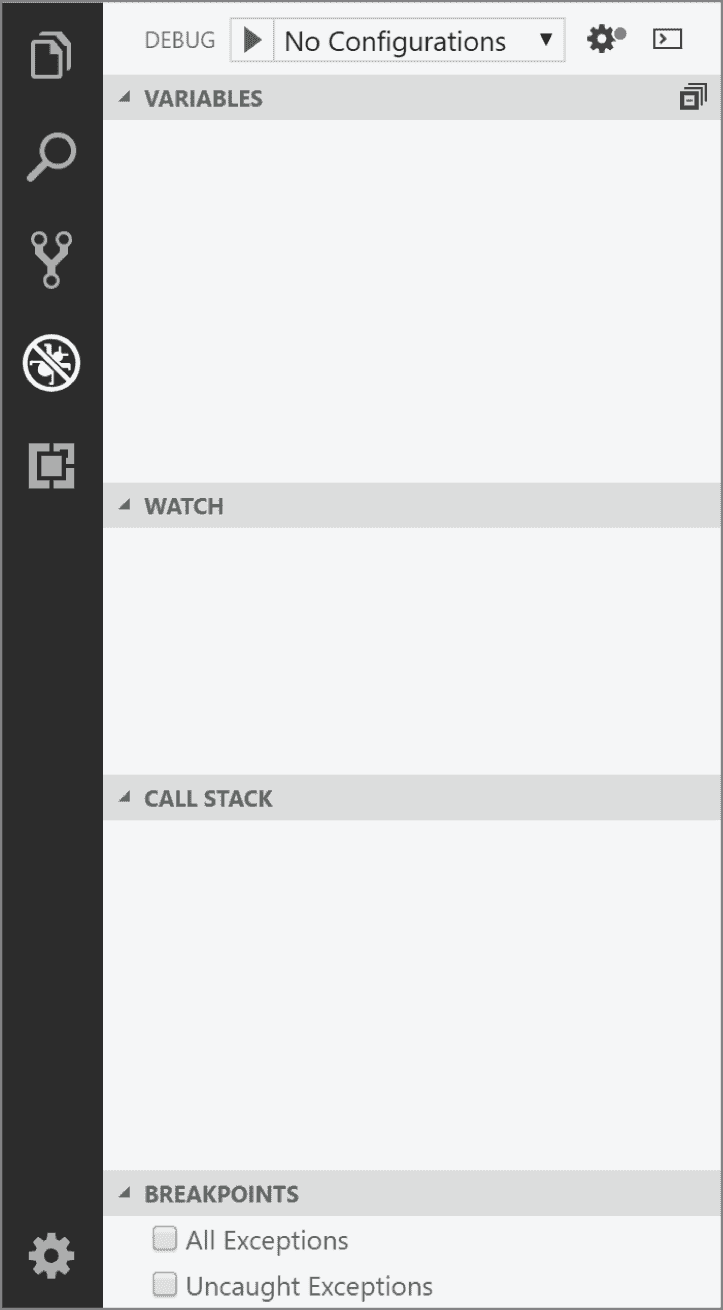 DEBUG No Configurations
VARIABLES
WATCH
CALL STACK
BREAKPOINTS
All Exceptions
Uncaught Exceptions